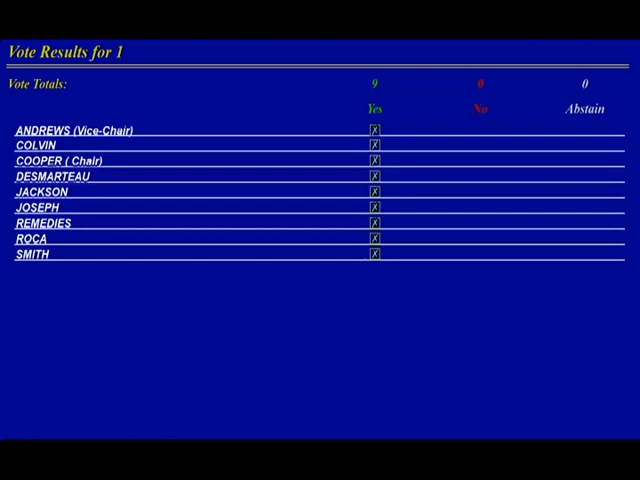 Vote Results for 1
Vote Totals: 9 0 0
Yes No Abstain
ANDREWS (Vice-Chair)
COLVIN
COOPER ( Chair)
DESMARTEAU
JACKSON
JOSEPH
REMEDIES
ROCA
SMITH